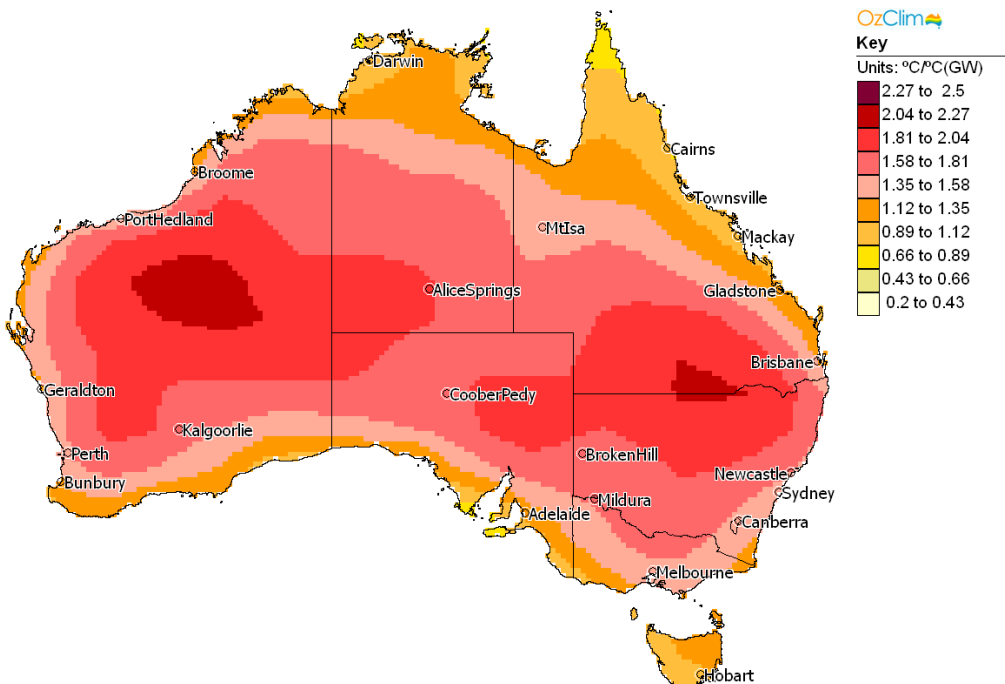 OzClim
Key
Units: ºC/ºC(GW)
2.27 to 2.5
2.04 to 2.27
1.81 to 2.04
1.58 to 1.81
1.35 to 1.58
1.12 to 1.35
0.89 to 1.12
0.66 to 0.89
0.43 to 0.66
0.2 to 0.43
Darwin
Cairns
Broome
Townsville
PortHedland
MtIsa
Mackay
AliceSprings
Gladstone
Brisbane
Geraldton
CooberPedy
Kalgoorlie
Perth
BrokenHill
Newcastle
Bunbury
Sydney
Mildura
Adelaide
Canberra
Melbourne
Hobart